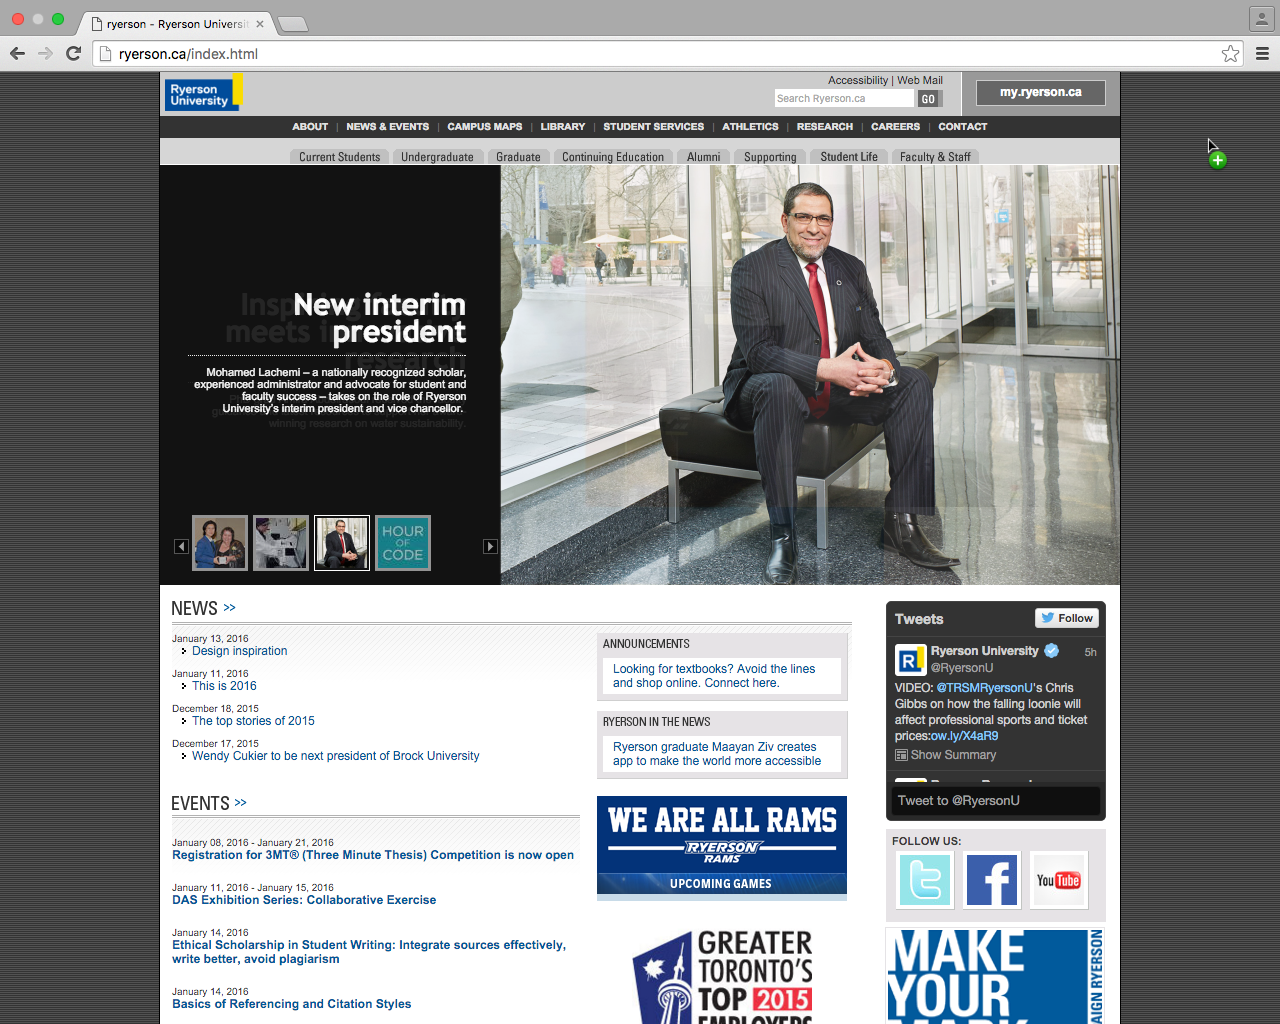 ryerson - Ryerson Universi
ryerson.ca/index.html
Ryerson
University
Accessibility | Web Mail
Search Ryerson.ca
GO
my.ryerson.ca
ABOUT | NEWS & EVENTS | CAMPUS MAPS | LIBRARY | STUDENT SERVICES | ATHLETICS | RESEARCH | CAREERS | CONTACT
Current Students Undergraduate Graduate Continuing Education Alumni Supporting Student Life Faculty & Staff
New interim
president
Mohamed Lachemi – a nationally recognized scholar,
experienced administrator and advocate for student and
faculty success – takes on the role of Ryerson
University's interim president and vice chancellor.
winning research on water sustainability.
HOUR
OF
CODE
NEWS >>
January 13, 2016
Design inspiration
January 11, 2016
This is 2016
December 18, 2015
The top stories of 2015
December 17, 2015
Wendy Cukier to be next president of Brock University
ANNOUNCEMENTS
Looking for textbooks? Avoid the lines
and shop online. Connect here.
RYERSON IN THE NEWS
Ryerson graduate Maayan Ziv creates
app to make the world more accessible
EVENTS >>
January 08, 2016 - January 21, 2016
Registration for 3MT® (Three Minute Thesis) Competition is now open
January 11, 2016 - January 15, 2016
DAS Exhibition Series: Collaborative Exercise
January 14, 2016
Ethical Scholarship in Student Writing: Integrate sources effectively,
write better, avoid plagiarism
January 14, 2016
Basics of Referencing and Citation Styles
WE ARE ALL RAMS
RYERSON
RAMS
UPCOMING GAMES
GREATER
TORONTO'S
TOP 2015
EMPLOYERS
Tweets
Follow
Ryerson University
5h
@RyersonU
VIDEO: @TRSMRyersonU's Chris
Gibbs on how the falling loonie will
affect professional sports and ticket
prices:ow.ly/X4aR9
Show Summary
Tweet to @RyersonU
FOLLOW US:
t
f
YouTube
MAKE
YOUR
MARK
AIGN RYERSON